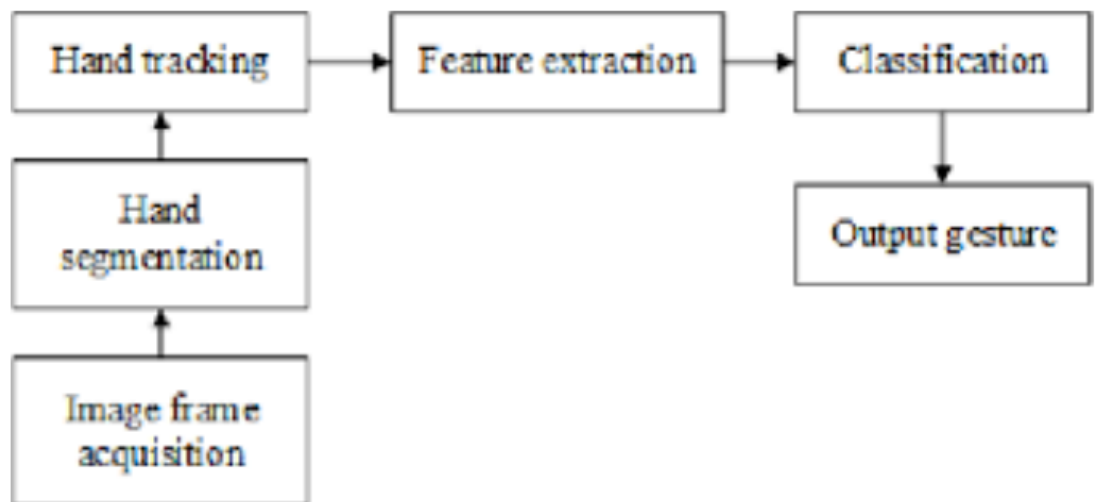 Hand tracking
Feature extraction
Classification
Hand
segmentation
Output gesture
Image frame
acquisition